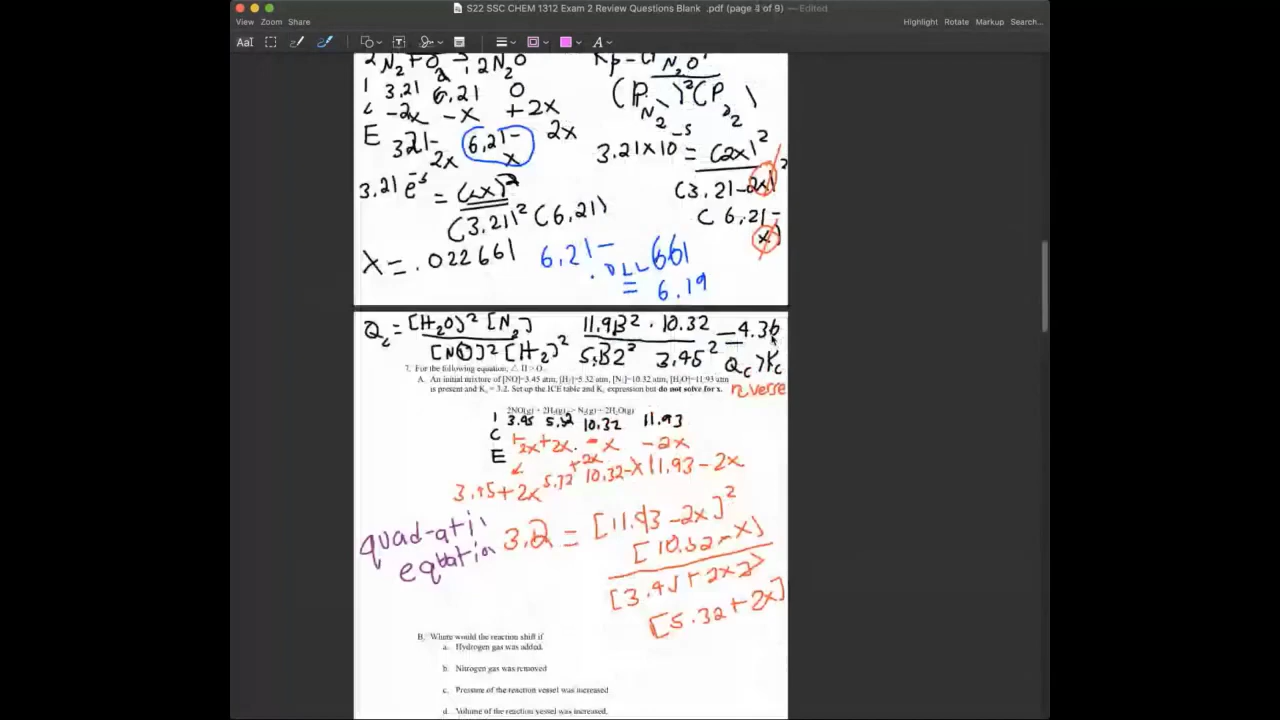 S22 SSC CHEM 1312 Exam 2 Review Questions Blank .pdf (page 4 of 9) — Edited
View Zoom Share Highlight Rotate Markup Search...
2N₂+O₂ 2N₂O
I 3.21 6.21 0
C -2x -x +2x
E 3.21-2x 6.21-x 2x
(P N₂)²(P O₂)
3.21x10⁻⁵ = (2x)²
(3.21-2x)²
(6.21-x)
3.21 e⁻⁵ = (2x)²
(3.21)² (6.21)
x = .022661
6.21-
.022661
= 6.19
Qc = [H₂O)² [N₂] 11.93² · 10.32 = 4.36
[NO)² [H₂)² 5.32² 3.45² Qc > Kc
reverse
7. For the following equation, △ H > O.
A. An initial mixture of [NO]=3.45 atm, [H₂]=5.32 atm, [N₂]=10.32 atm, [H₂O]=11.93 atm
is present and Kc = 3.2. Set up the ICE table and Kc expression but do not solve for x.
2NO(g) + 2H₂(g) > N₂(g) + 2H₂O(g)
I 3.45 5.32 10.32 11.93
C +2x +2x -x -2x
E
3.45+2x 5.32+2x 10.32-x 11.93-2x
quadratic
equation
3.2 = [11.93-2x]²
[10.32-x]
[3.45+2x]²
[5.32+2x]
B. Where would the reaction shift if
a. Hydrogen gas was added.
b. Nitrogen gas was removed
c. Pressure of the reaction vessel was increased
d. Volume of the reaction vessel was increased.